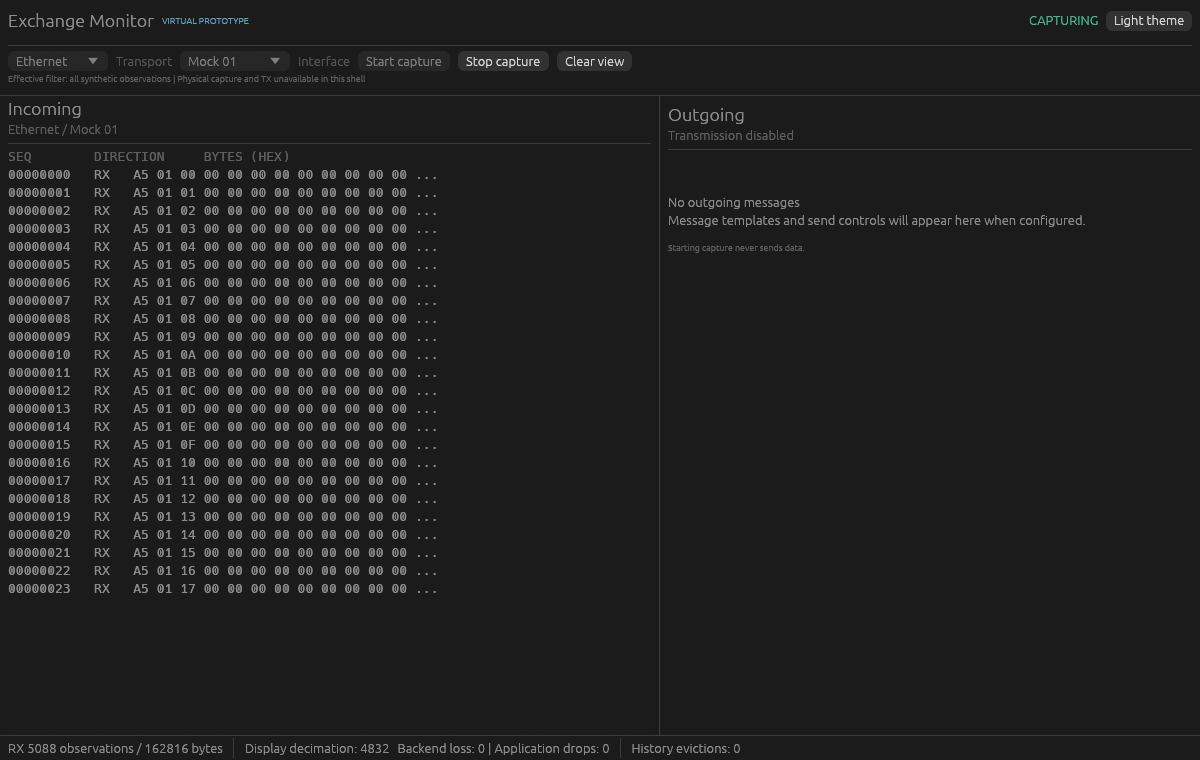 Exchange Monitor VIRTUAL PROTOTYPE CAPTURING Light theme
Ethernet Transport Mock 01 Interface Start capture Stop capture Clear view
Effective filter: all synthetic observations | Physical capture and TX unavailable in this shell
Incoming
Ethernet / Mock 01
SEQ DIRECTION BYTES (HEX)
00000000 RX A5 01 00 00 00 00 00 00 00 00 00 00 ...
00000001 RX A5 01 01 00 00 00 00 00 00 00 00 00 ...
00000002 RX A5 01 02 00 00 00 00 00 00 00 00 00 ...
00000003 RX A5 01 03 00 00 00 00 00 00 00 00 00 ...
00000004 RX A5 01 04 00 00 00 00 00 00 00 00 00 ...
00000005 RX A5 01 05 00 00 00 00 00 00 00 00 00 ...
00000006 RX A5 01 06 00 00 00 00 00 00 00 00 00 ...
00000007 RX A5 01 07 00 00 00 00 00 00 00 00 00 ...
00000008 RX A5 01 08 00 00 00 00 00 00 00 00 00 ...
00000009 RX A5 01 09 00 00 00 00 00 00 00 00 00 ...
00000010 RX A5 01 0A 00 00 00 00 00 00 00 00 00 ...
00000011 RX A5 01 0B 00 00 00 00 00 00 00 00 00 ...
00000012 RX A5 01 0C 00 00 00 00 00 00 00 00 00 ...
00000013 RX A5 01 0D 00 00 00 00 00 00 00 00 00 ...
00000014 RX A5 01 0E 00 00 00 00 00 00 00 00 00 ...
00000015 RX A5 01 0F 00 00 00 00 00 00 00 00 00 ...
00000016 RX A5 01 10 00 00 00 00 00 00 00 00 00 ...
00000017 RX A5 01 11 00 00 00 00 00 00 00 00 00 ...
00000018 RX A5 01 12 00 00 00 00 00 00 00 00 00 ...
00000019 RX A5 01 13 00 00 00 00 00 00 00 00 00 ...
00000020 RX A5 01 14 00 00 00 00 00 00 00 00 00 ...
00000021 RX A5 01 15 00 00 00 00 00 00 00 00 00 ...
00000022 RX A5 01 16 00 00 00 00 00 00 00 00 00 ...
00000023 RX A5 01 17 00 00 00 00 00 00 00 00 00 ...
Outgoing
Transmission disabled
No outgoing messages
Message templates and send controls will appear here when configured.
Starting capture never sends data.
RX 5088 observations / 162816 bytes Display decimation: 4832 Backend loss: 0 | Application drops: 0 History evictions: 0